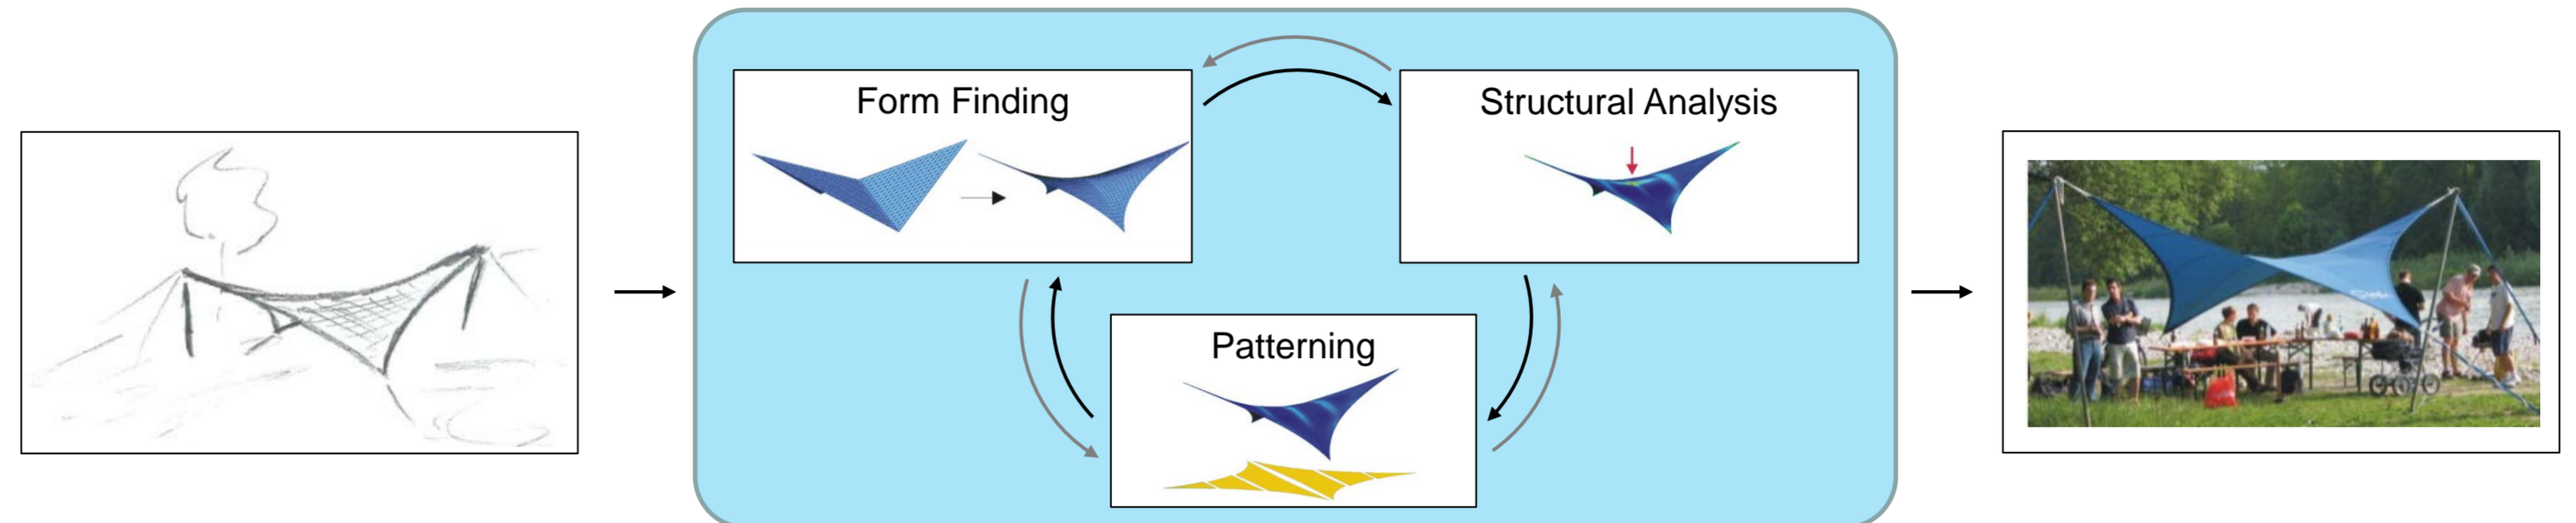 Form Finding
Structural Analysis
Patterning